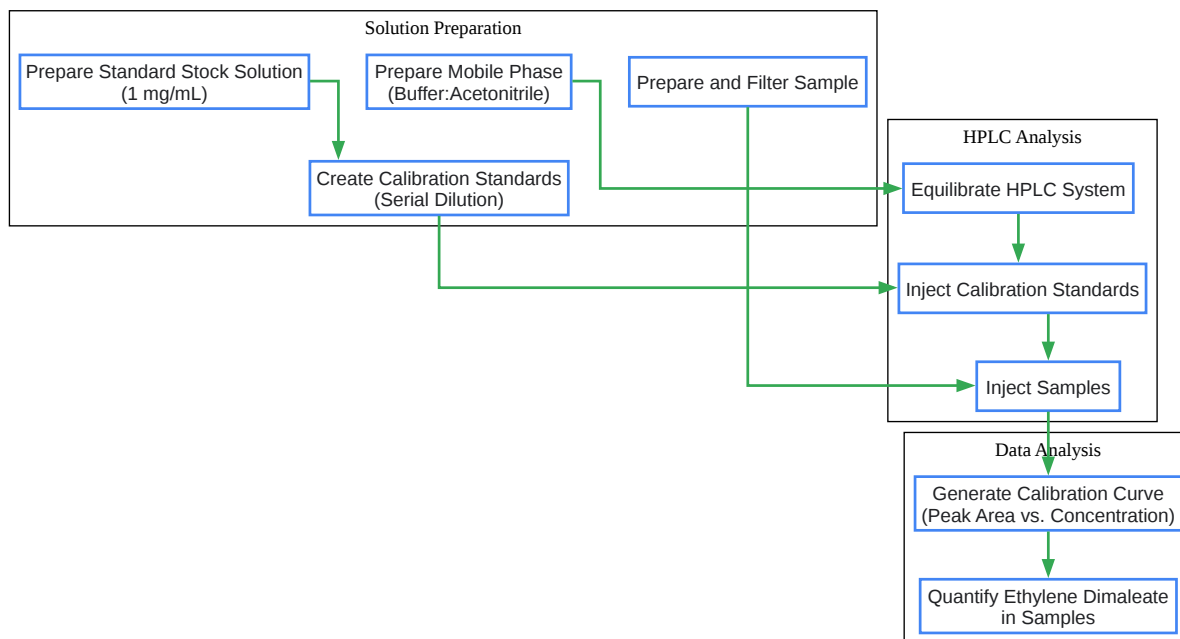 Solution Preparation
Prepare Standard Stock Solution
(1 mg/mL)
Prepare Mobile Phase
(Buffer:Acetonitrile)
Prepare and Filter Sample
Create Calibration Standards
(Serial Dilution)
HPLC Analysis
Equilibrate HPLC System
Inject Calibration Standards
Inject Samples
Data Analysis
Generate Calibration Curve
(Peak Area vs. Concentration)
Quantify Ethylene Dimaleate
in Samples